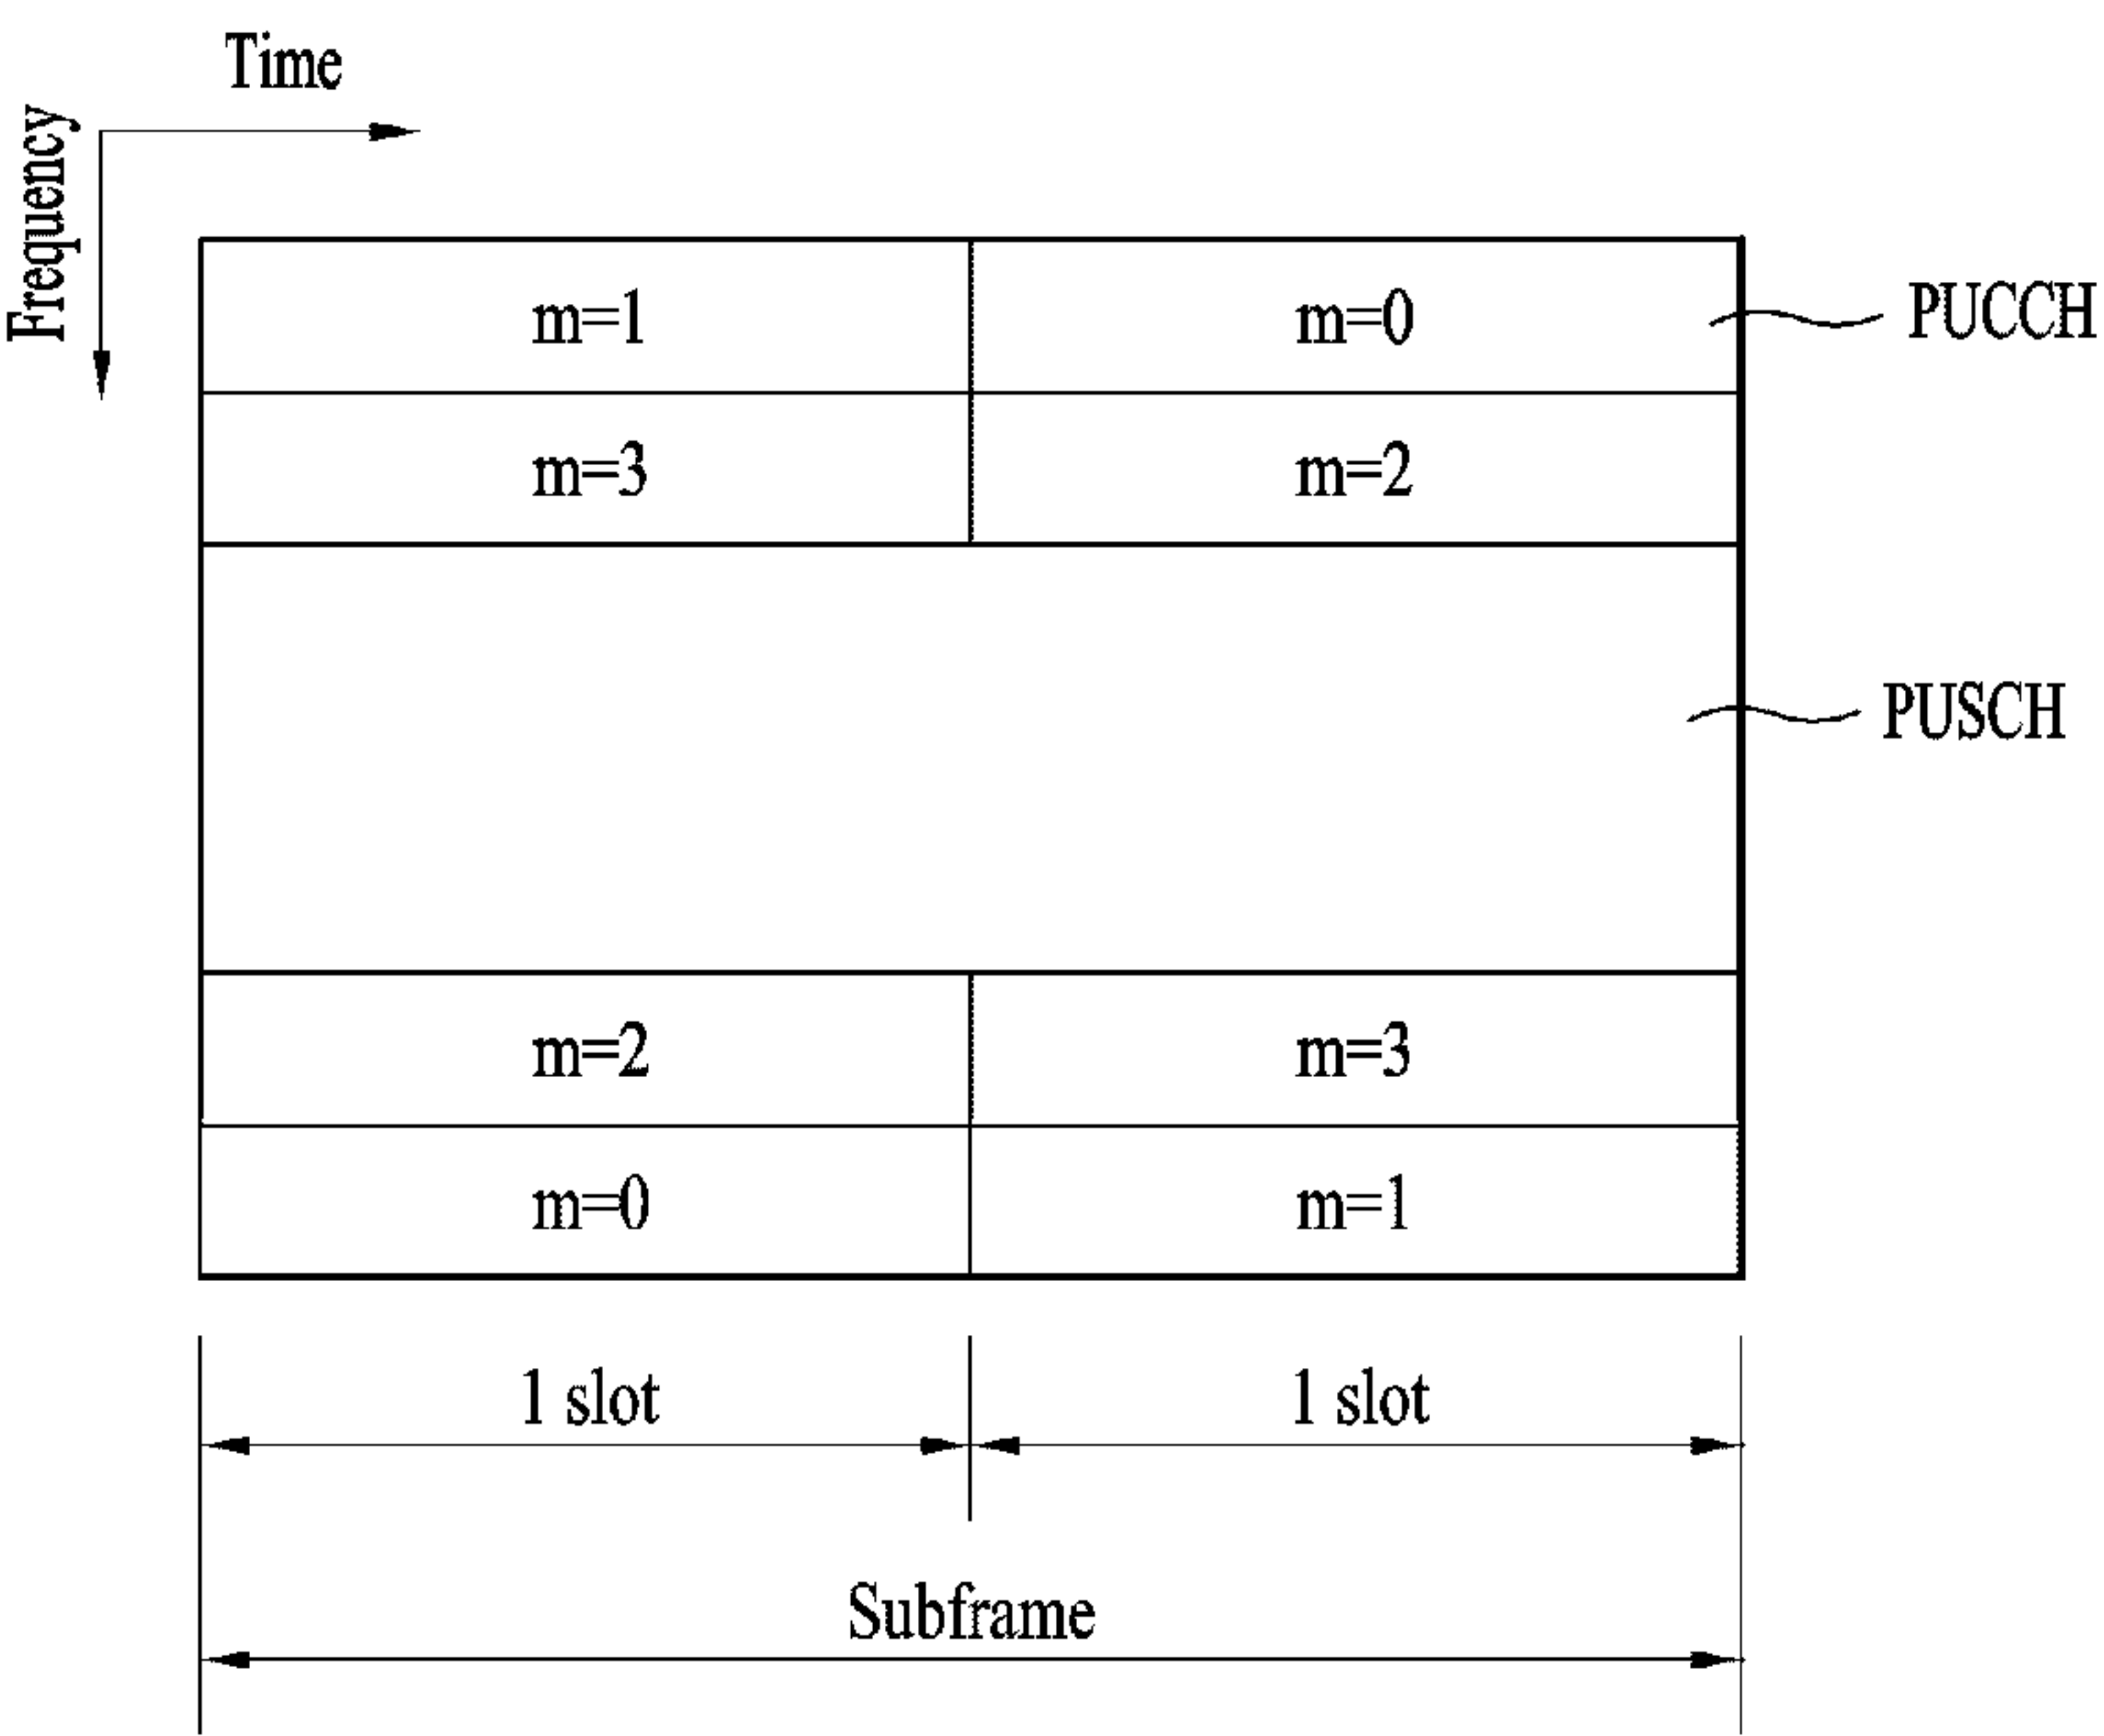 Time
Frequency
m=1 m=0 PUCCH
m=3 m=2
PUSCH
m=2 m=3
m=0 m=1
1 slot 1 slot
Subframe